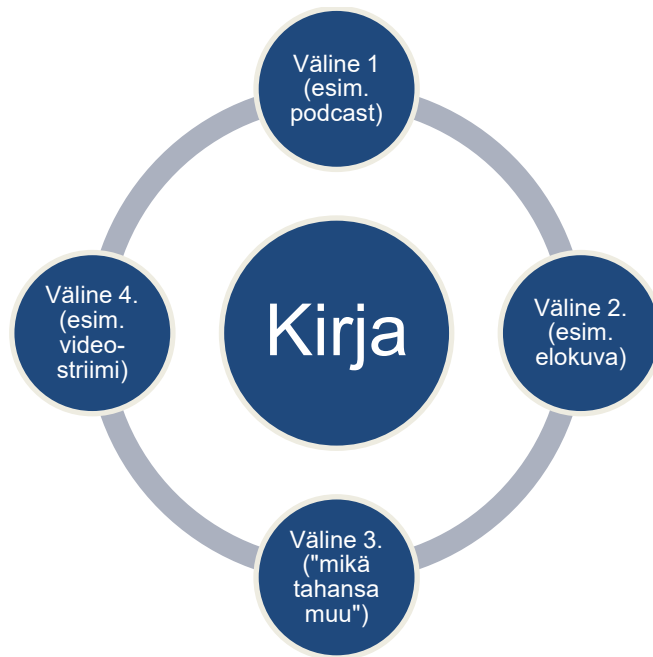 Väline 1
(esim.
podcast)
Väline 4.
(esim.
video-
striimi)
Kirja
Väline 2.
(esim.
elokuva)
Väline 3.
("mikä
tahansa
muu")